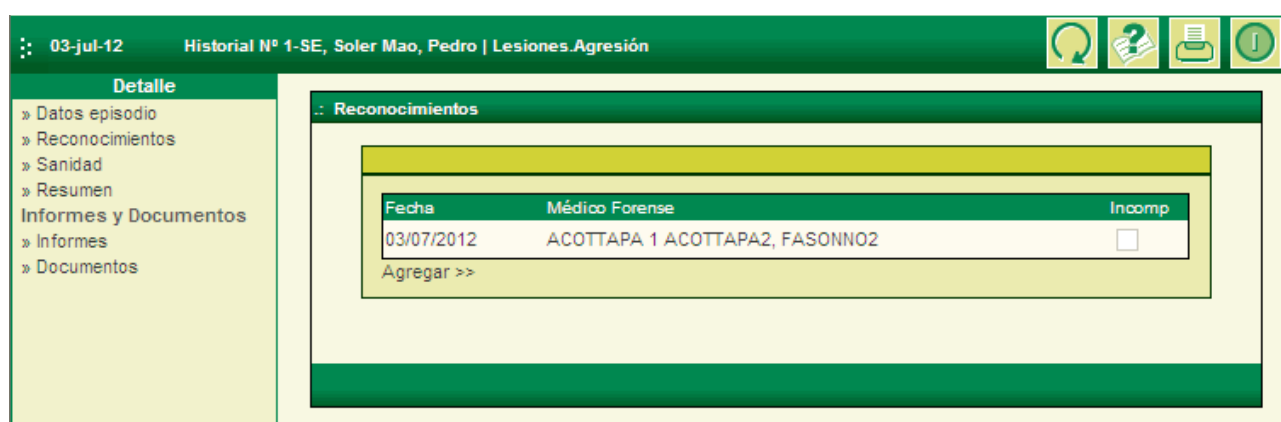 03-jul-12 Historial Nº 1-SE, Soler Mao, Pedro | Lesiones.Agresión
Detalle
» Datos episodio
» Reconocimientos
» Sanidad
» Resumen
Informes y Documentos
» Informes
» Documentos
.: Reconocimientos
Fecha Médico Forense Incomp
03/07/2012 ACOTTAPA 1 ACOTTAPA2, FASONNO2
Agregar >>